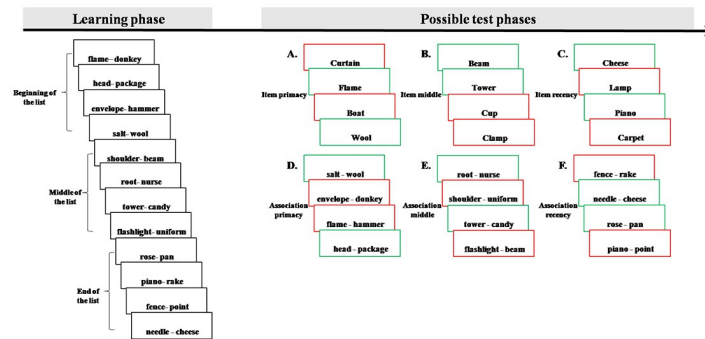 Learning phase
Possible test phases
Beginning of
the list
Middle of
the list
End of
the list
flame- donkey
head- package
envelope- hammer
salt- wool
shoulder- beam
root- nurse
tower- candy
flashlight- uniform
rose- pan
piano- rake
fence- point
needle - cheese
A.
Item primacy
Curtain
Flame
Boat
Wool
B.
Item middle
Beam
Tower
Cup
Clamp
C.
Item recency
Cheese
Lamp
Piano
Carpet
D.
Association
primacy
salt - wool
envelope - donkey
flame - hammer
head - package
E.
Association
middle
root - nurse
shoulder - uniform
tower - candy
flashlight - beam
F.
Association
recency
fence - rake
needle - cheese
rose - pan
piano - point